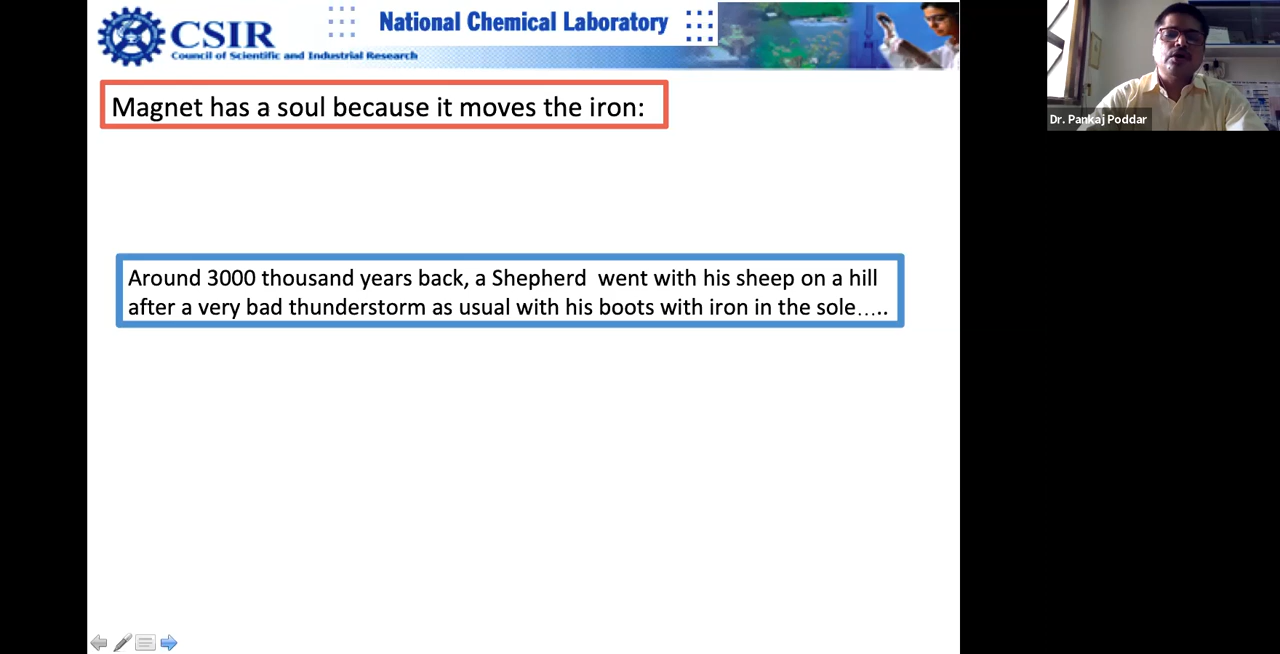 CSIR
Council of Scientific and Industrial Research
National Chemical Laboratory
Magnet has a soul because it moves the iron:
Around 3000 thousand years back, a Shepherd  went with his sheep on a hill
after a very bad thunderstorm as usual with his boots with iron in the sole…..
Dr. Pankaj Poddar